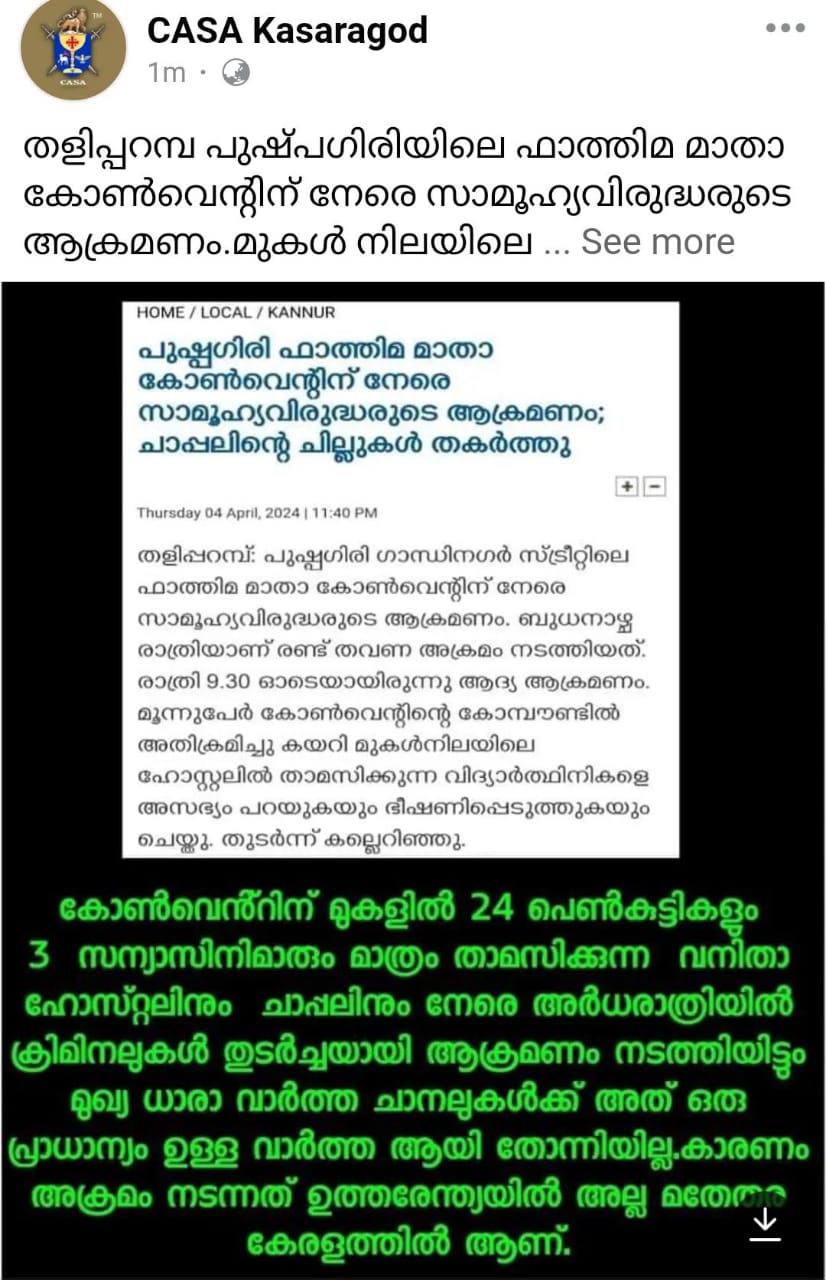 TM
CASA
CASA Kasaragod
1m ·
തളിപ്പറമ്പ പുഷ്പഗിരിയിലെ ഫാത്തിമ മാതാ
കോൺവെന്റിന് നേരെ സാമൂഹ്യവിരുദ്ധരുടെ
ആക്രമണം.മുകൾ നിലയിലെ ... See more
HOME / LOCAL / KANNUR
പുഷ്പഗിരി ഫാത്തിമ മാതാ
കോൺവെന്റിന് നേരെ
സാമൂഹ്യവിരുദ്ധരുടെ ആക്രമണം;
ചാപ്പലിന്റെ ചില്ലുകൾ തകർത്തു
+ −
Thursday 04 April, 2024 | 11:40 PM
തളിപ്പറമ്പ്: പുഷ്പഗിരി ഗാന്ധിനഗർ സ്ട്രീറ്റിലെ
ഫാത്തിമ മാതാ കോൺവെന്റിന് നേരെ
സാമൂഹ്യവിരുദ്ധരുടെ ആക്രമണം. ബുധനാഴ്ച
രാത്രിയാണ് രണ്ട് തവണ അക്രമം നടത്തിയത്.
രാത്രി 9.30 ഓടെയായിരുന്നു ആദ്യ ആക്രമണം.
മൂന്നുപേർ കോൺവെന്റിന്റെ കോമ്പൗണ്ടിൽ
അതിക്രമിച്ചു കയറി മുകൾനിലയിലെ
ഹോസ്റ്റലിൽ താമസിക്കുന്ന വിദ്യാർത്ഥിനികളെ
അസഭ്യം പറയുകയും ഭീഷണിപ്പെടുത്തുകയും
ചെയ്തു. തുടർന്ന് കല്ലെറിഞ്ഞു.
കോൺവെൻ്റിന് മുകളിൽ 24 പെൺകുട്ടികളും
3 സന്യാസിനിമാരും മാത്രം താമസിക്കുന്ന വനിതാ
ഹോസ്റ്റലിനും ചാപ്പലിനും നേരെ അർധരാത്രിയിൽ
ക്രിമിനലുകൾ തുടർച്ചയായി ആക്രമണം നടത്തിയിട്ടും
മുഖ്യ ധാരാ വാർത്ത ചാനലുകൾക്ക് അത് ഒരു
പ്രാധാന്യം ഉള്ള വാർത്ത ആയി തോന്നിയില്ല.കാരണം
അക്രമം നടന്നത് ഉത്തരേന്ത്യയിൽ അല്ല മതേതര
കേരളത്തിൽ ആണ്.